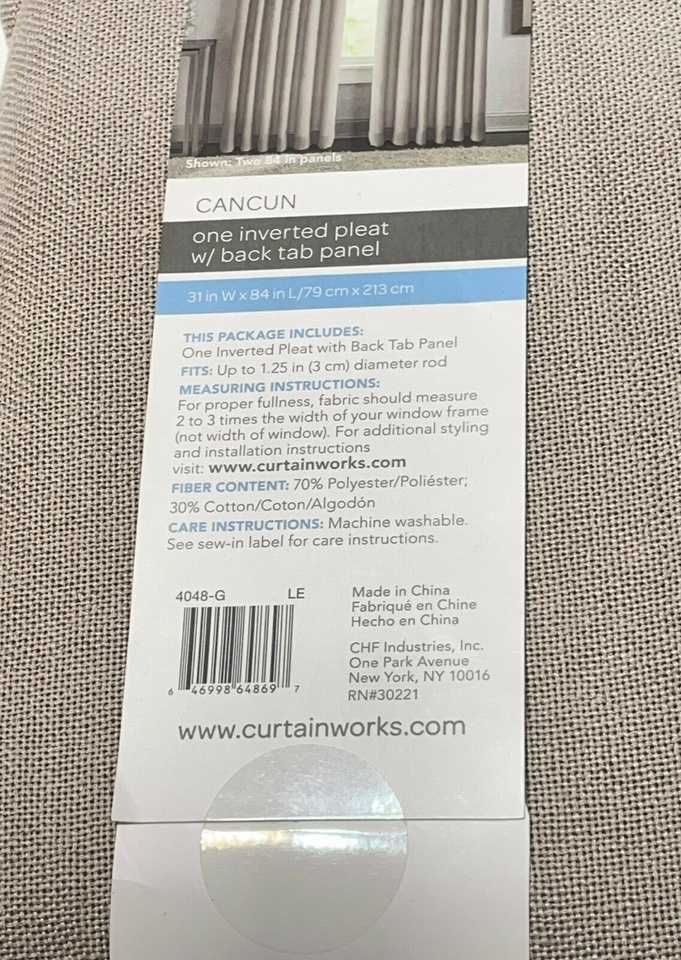 Shown: Two 84 in panels
CANCUN
one inverted pleat
w/ back tab panel
31 in W x 84 in L/79 cm x 213 cm
THIS PACKAGE INCLUDES:
One Inverted Pleat with Back Tab Panel
FITS: Up to 1.25 in (3 cm) diameter rod
MEASURING INSTRUCTIONS:
For proper fullness, fabric should measure
2 to 3 times the width of your window frame
(not width of window). For additional styling
and installation instructions
visit: www.curtainworks.com
FIBER CONTENT: 70% Polyester/Poliéster;
30% Cotton/Coton/Algodón
CARE INSTRUCTIONS: Machine washable.
See sew-in label for care instructions.
4048-G LE
6 46998 64869 7
Made in China
Fabriqué en Chine
Hecho en China
CHF Industries, Inc.
One Park Avenue
New York, NY 10016
RN#30221
www.curtainworks.com